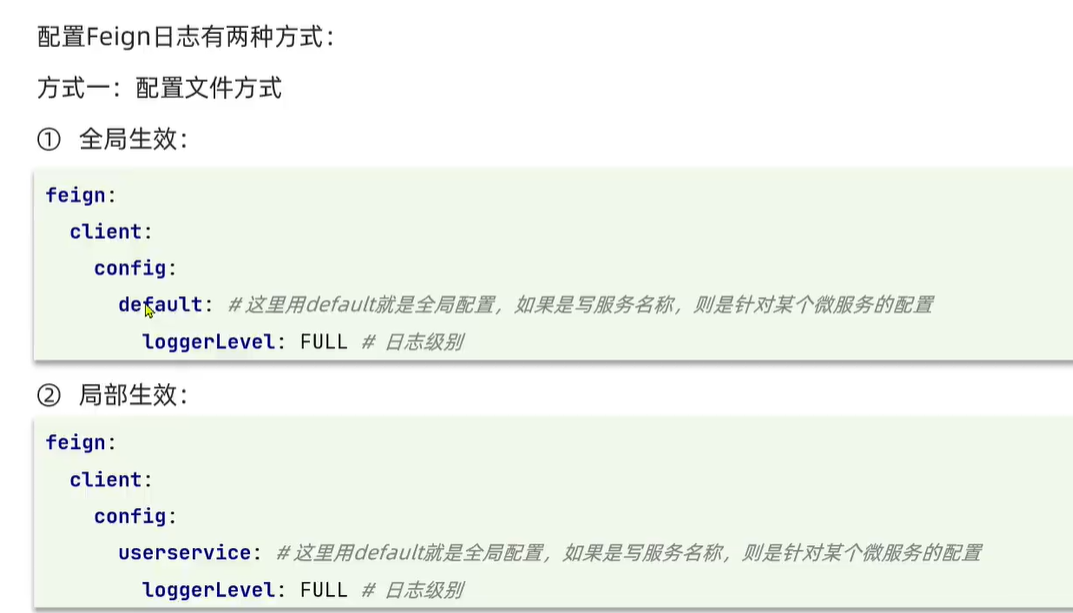 配置Feign日志有两种方式：
方式一：配置文件方式
① 全局生效：
feign:
  client:
    config:
      default: # 这里用default就是全局配置，如果是写服务名称，则是针对某个微服务的配置
        loggerLevel: FULL # 日志级别
② 局部生效：
feign:
  client:
    config:
      userservice: # 这里用default就是全局配置，如果是写服务名称，则是针对某个微服务的配置
        loggerLevel: FULL # 日志级别